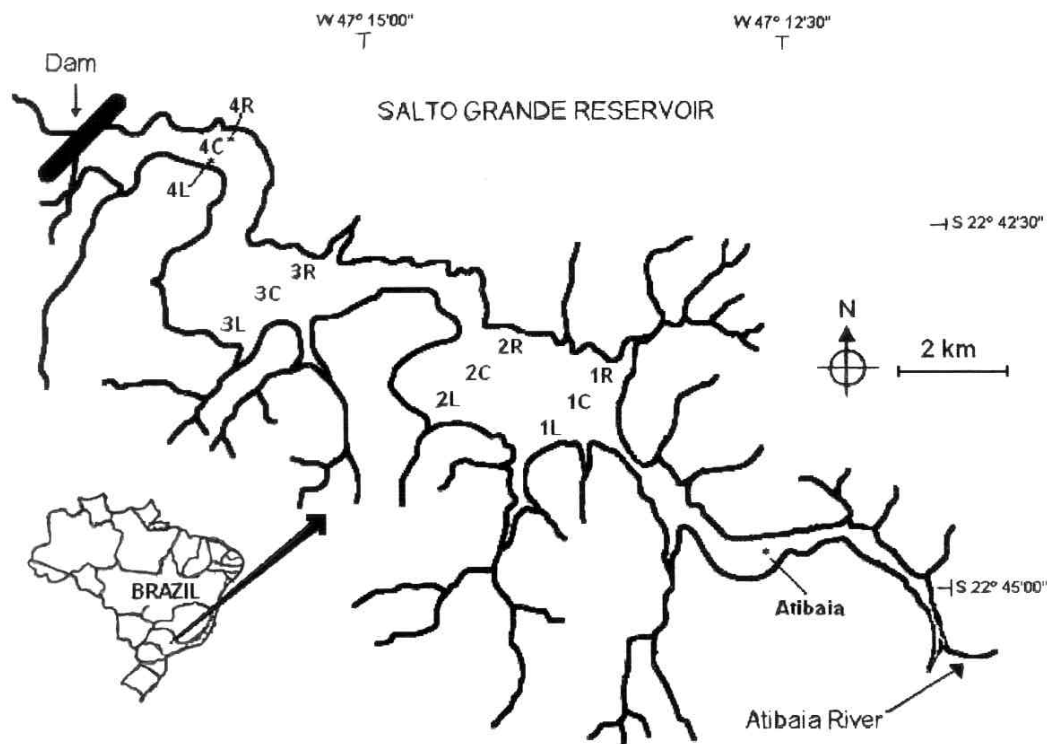 W 47° 15'00"
W 47° 12'30"
Dam
SALTO GRANDE RESERVOIR
4R
4C
4L
S 22° 42'30"
3R
3C
3L
N
2 km
2R
2C
2L
1R
1C
1L
BRAZIL
Atibaia
S 22° 45'00"
Atibaia River